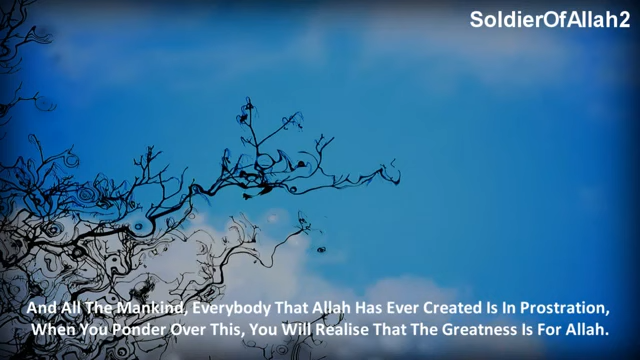 SoldierOfAllah2
And All The Mankind, Everybody That Allah Has Ever Created Is In Prostration,
When You Ponder Over This, You Will Realise That The Greatness Is For Allah.